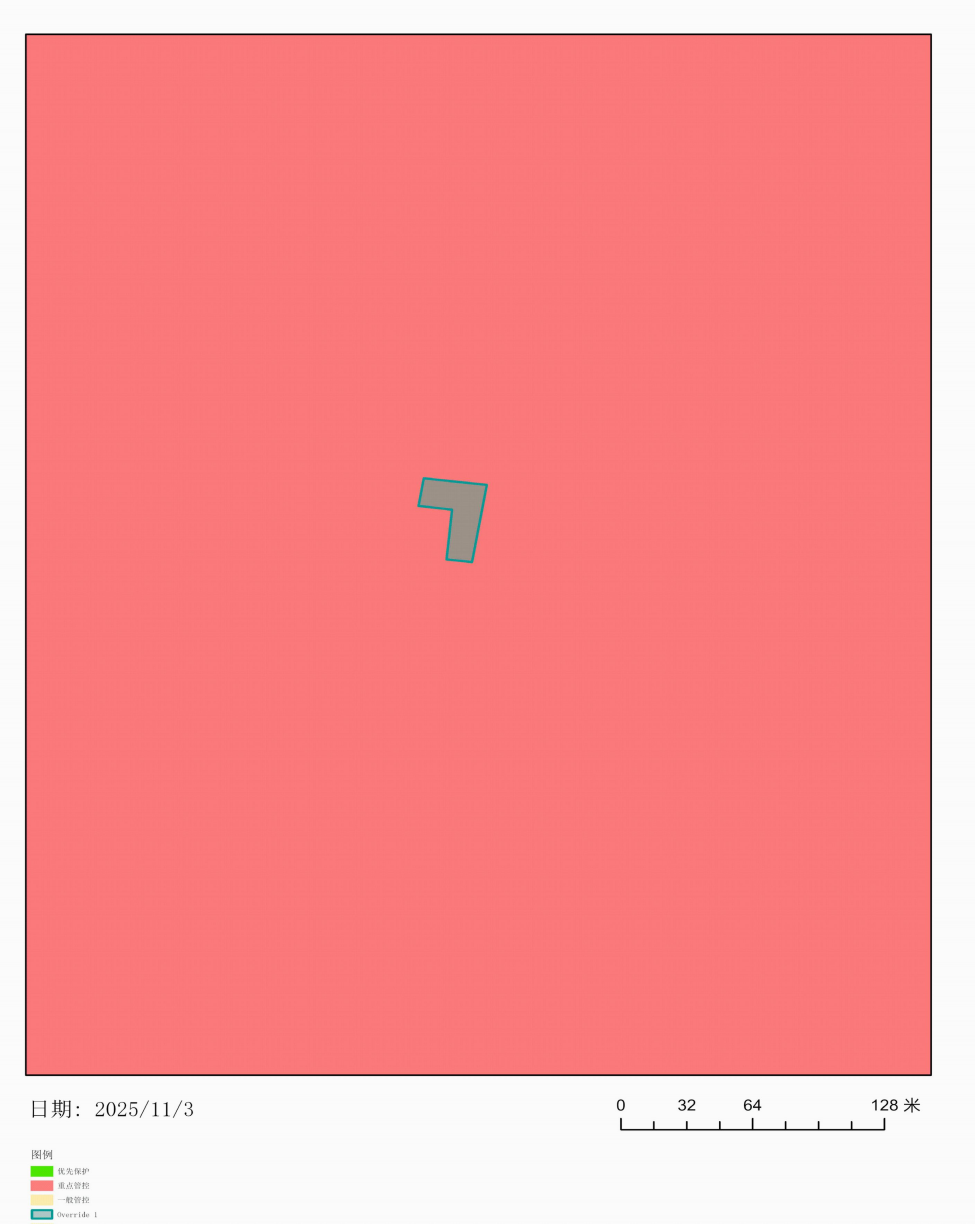 日期: 2025/11/3
0 32 64 128 米
图例
优先保护
重点管控
一般管控
Override 1